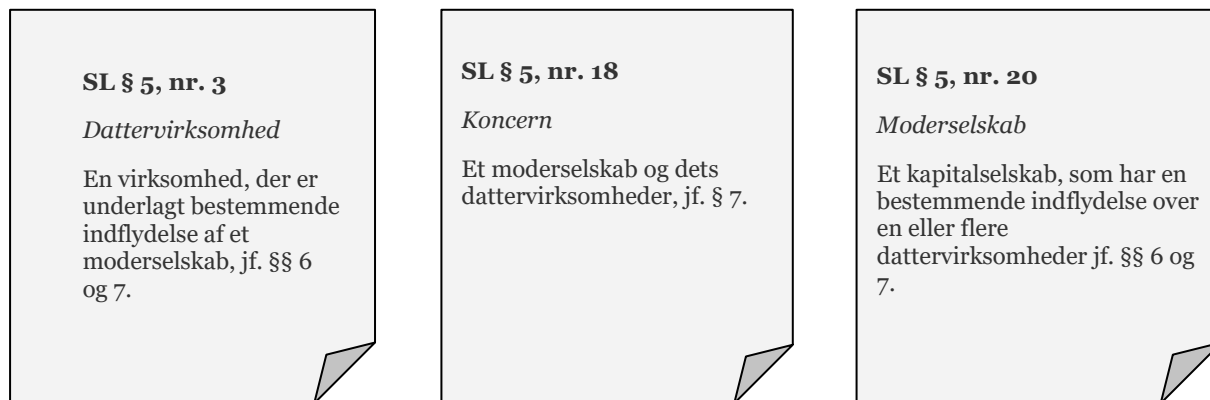 SL § 5, nr. 3
Dattervirksomhed
En virksomhed, der er
underlagt bestemmende
indflydelse af et
moderselskab, jf. §§ 6
og 7.
SL § 5, nr. 18
Koncern
Et moderselskab og dets
dattervirksomheder, jf. § 7.
SL § 5, nr. 20
Moderselskab
Et kapitalselskab, som har en
bestemmende indflydelse over
en eller flere
dattervirksomheder jf. §§ 6 og
7.